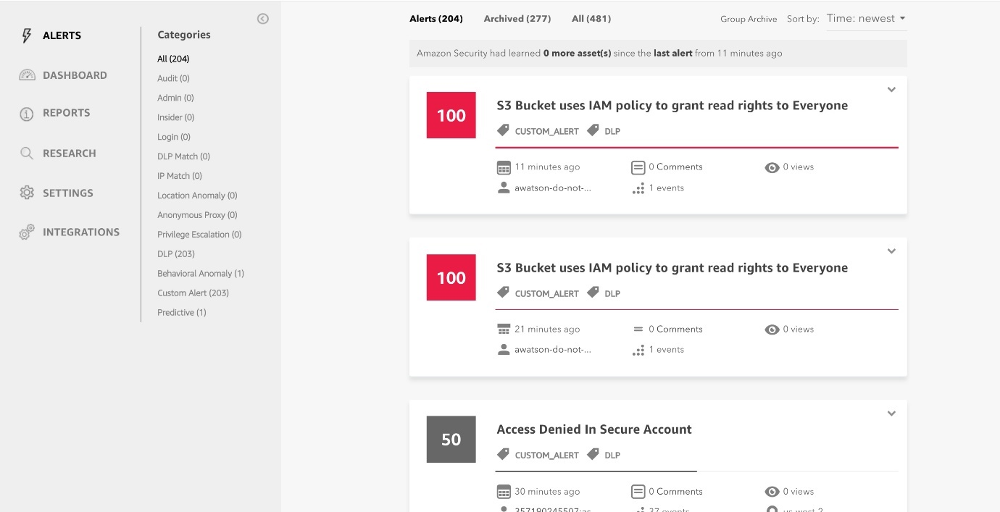 ALERTS
DASHBOARD
REPORTS
RESEARCH
SETTINGS
INTEGRATIONS
Categories
All (204)
Audit (0)
Admin (0)
Insider (0)
Login (0)
DLP Match (0)
IP Match (0)
Location Anomaly (0)
Anonymous Proxy (0)
Privilege Escalation (0)
DLP (203)
Behavioral Anomaly (1)
Custom Alert (203)
Predictive (1)
Alerts (204) Archived (277) All (481) Group Archive Sort by: Time: newest
Amazon Security had learned 0 more asset(s) since the last alert from 11 minutes ago
100
S3 Bucket uses IAM policy to grant read rights to Everyone
CUSTOM_ALERT DLP
11 minutes ago 0 Comments 0 views
awatson-do-not-... 1 events
100
S3 Bucket uses IAM policy to grant read rights to Everyone
CUSTOM_ALERT DLP
21 minutes ago 0 Comments 0 views
awatson-do-not-... 1 events
50
Access Denied In Secure Account
CUSTOM_ALERT DLP
30 minutes ago 0 Comments 0 views
37 events us-west-2